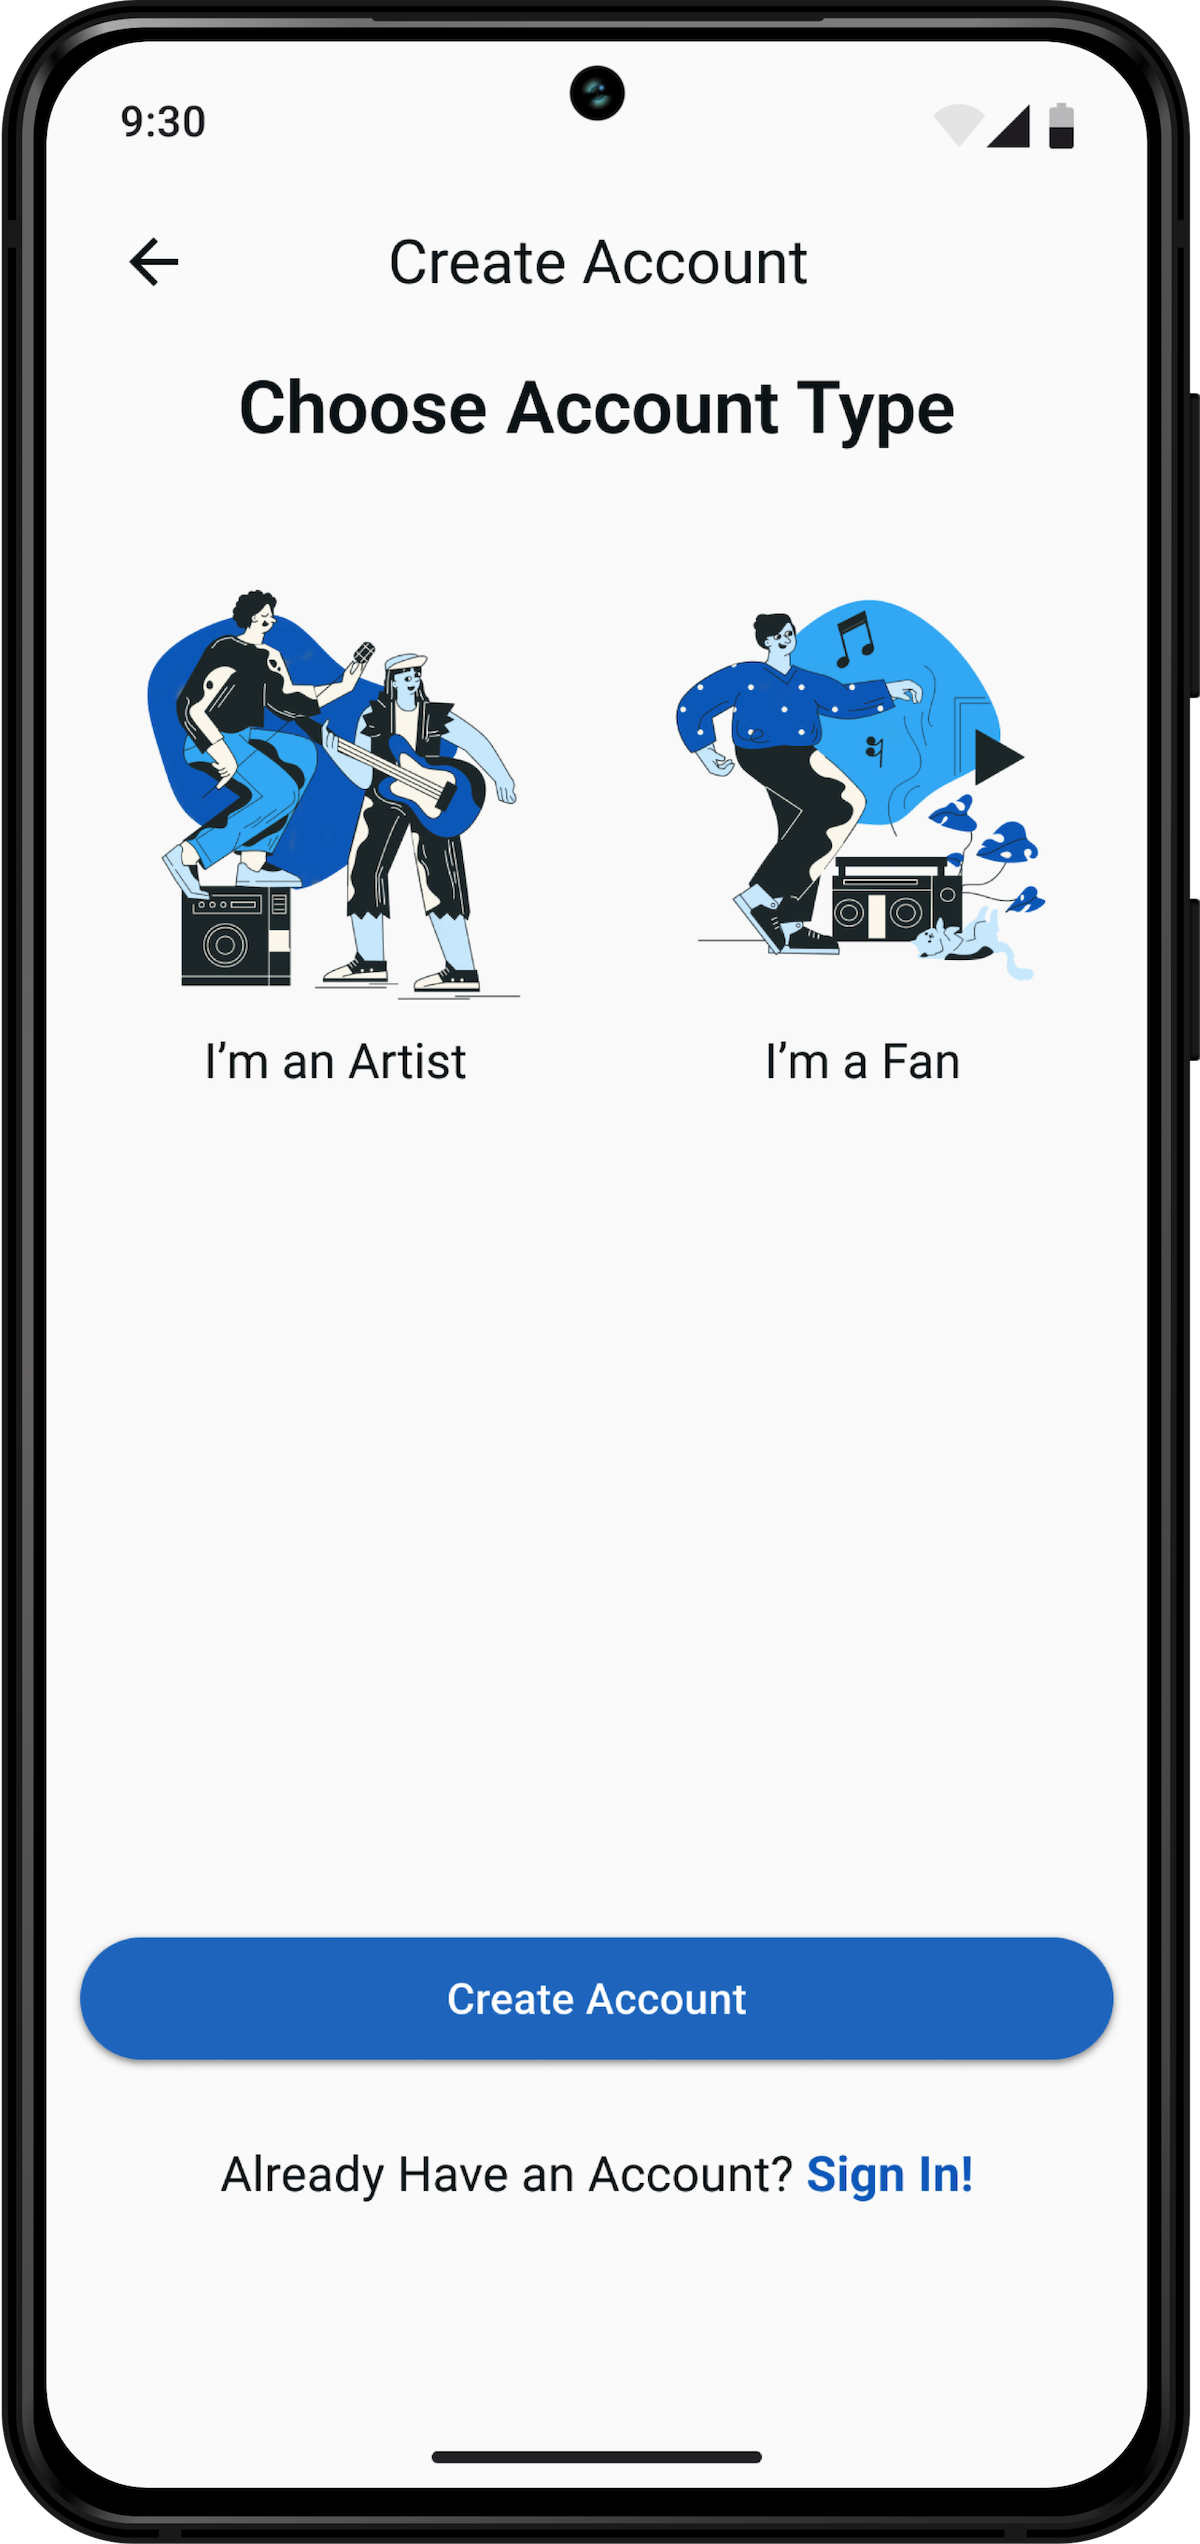 9:30
Create Account
Choose Account Type
I’m an Artist
I’m a Fan
Create Account
Already Have an Account? Sign In!